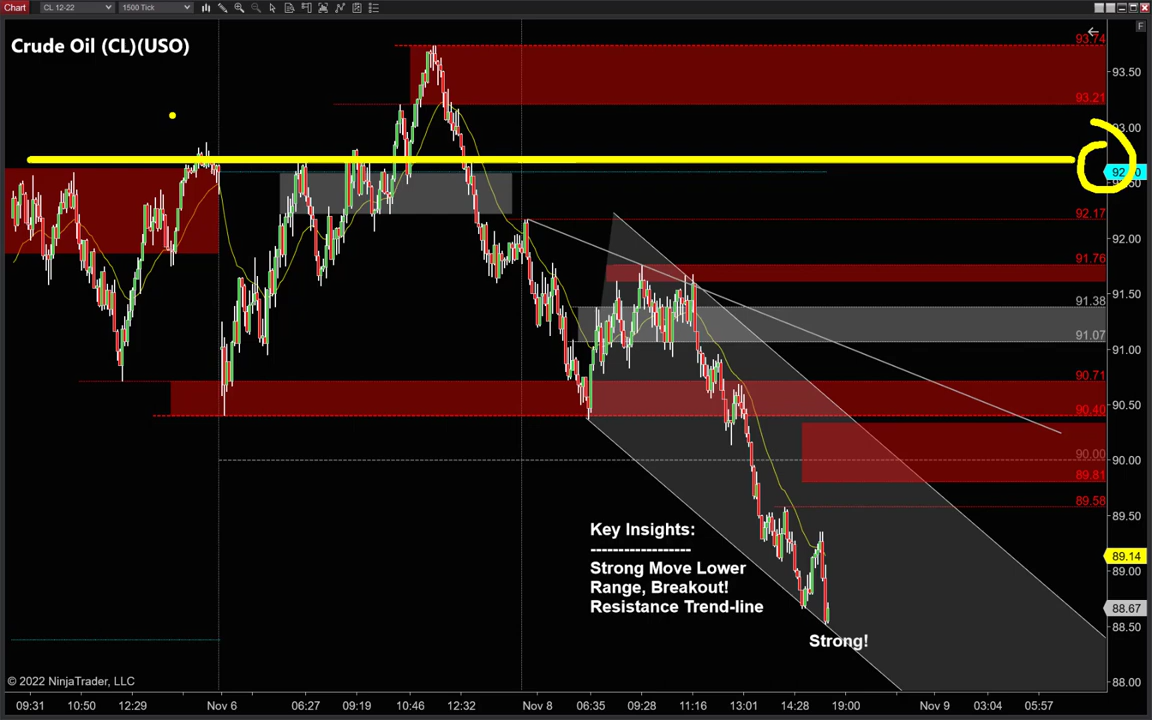 Chart CL 12-22 1500 Tick
F
Crude Oil (CL)(USO)
93.74
93.50
93.21
93.00
92.17
92.00
91.76
91.50
91.38
91.07
91.00
90.71
90.50
90.40
90.00
90.00
89.81
89.58
89.50
89.14
89.00
88.67
88.50
88.00
Key Insights:
------------------
Strong Move Lower
Range, Breakout!
Resistance Trend-line
Strong!
© 2022 NinjaTrader, LLC
09:31 10:50 12:29 Nov 6 06:27 09:19 10:46 12:32 Nov 8 06:35 09:28 11:16 13:01 14:28 19:00 Nov 9 03:04 05:57